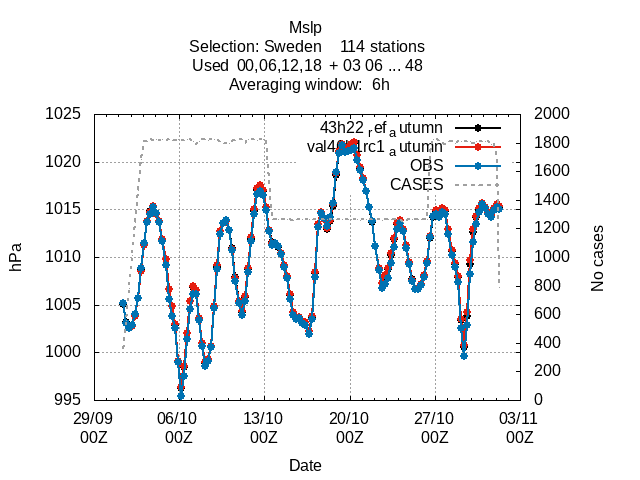 Mslp
Selection: Sweden 114 stations
Used 00,06,12,18 + 03 06 ... 48
Averaging window: 6h
1025
1020
1015
1010
1005
1000
995
hPa
2000
1800
1600
1400
1200
1000
800
600
400
200
0
No cases
43h22_ref_autumn
OBS
CASES
29/09 06/10 13/10 20/10 27/10 03/11
00Z 00Z 00Z 00Z 00Z 00Z
Date